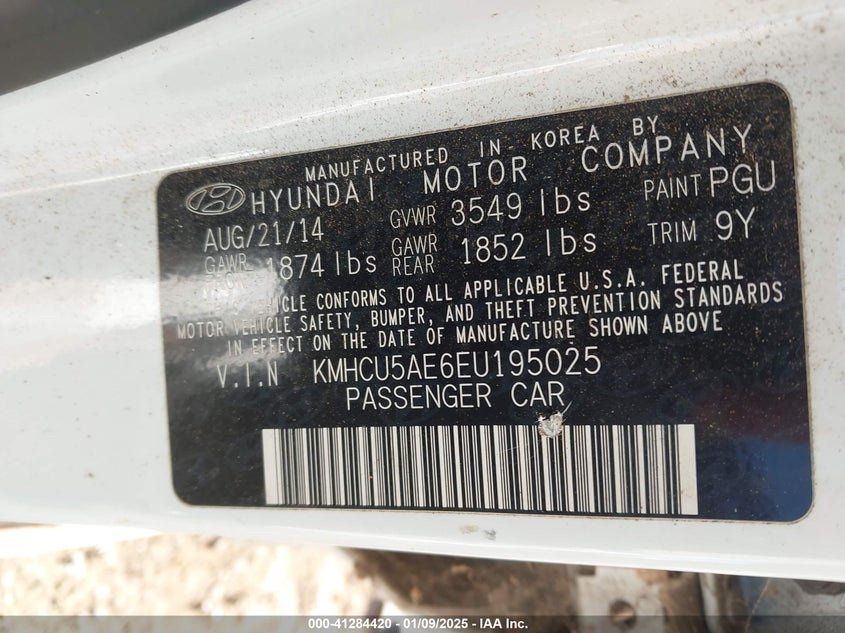 MANUFACTURED IN KOREA BY
HYUNDAI MOTOR COMPANY
AUG/21/14 GVWR 3549 lbs PAINT PGU
GAWR 1874 lbs GAWR REAR 1852 lbs TRIM 9Y
VEHICLE CONFORMS TO ALL APPLICABLE U.S.A. FEDERAL
MOTOR VEHICLE SAFETY, BUMPER, AND THEFT PREVENTION STANDARDS
IN EFFECT ON THE DATE OF MANUFACTURE SHOWN ABOVE
V.I.N KMHCU5AE6EU195025
PASSENGER CAR
000-41284420 - 01/09/2025 - IAA Inc.